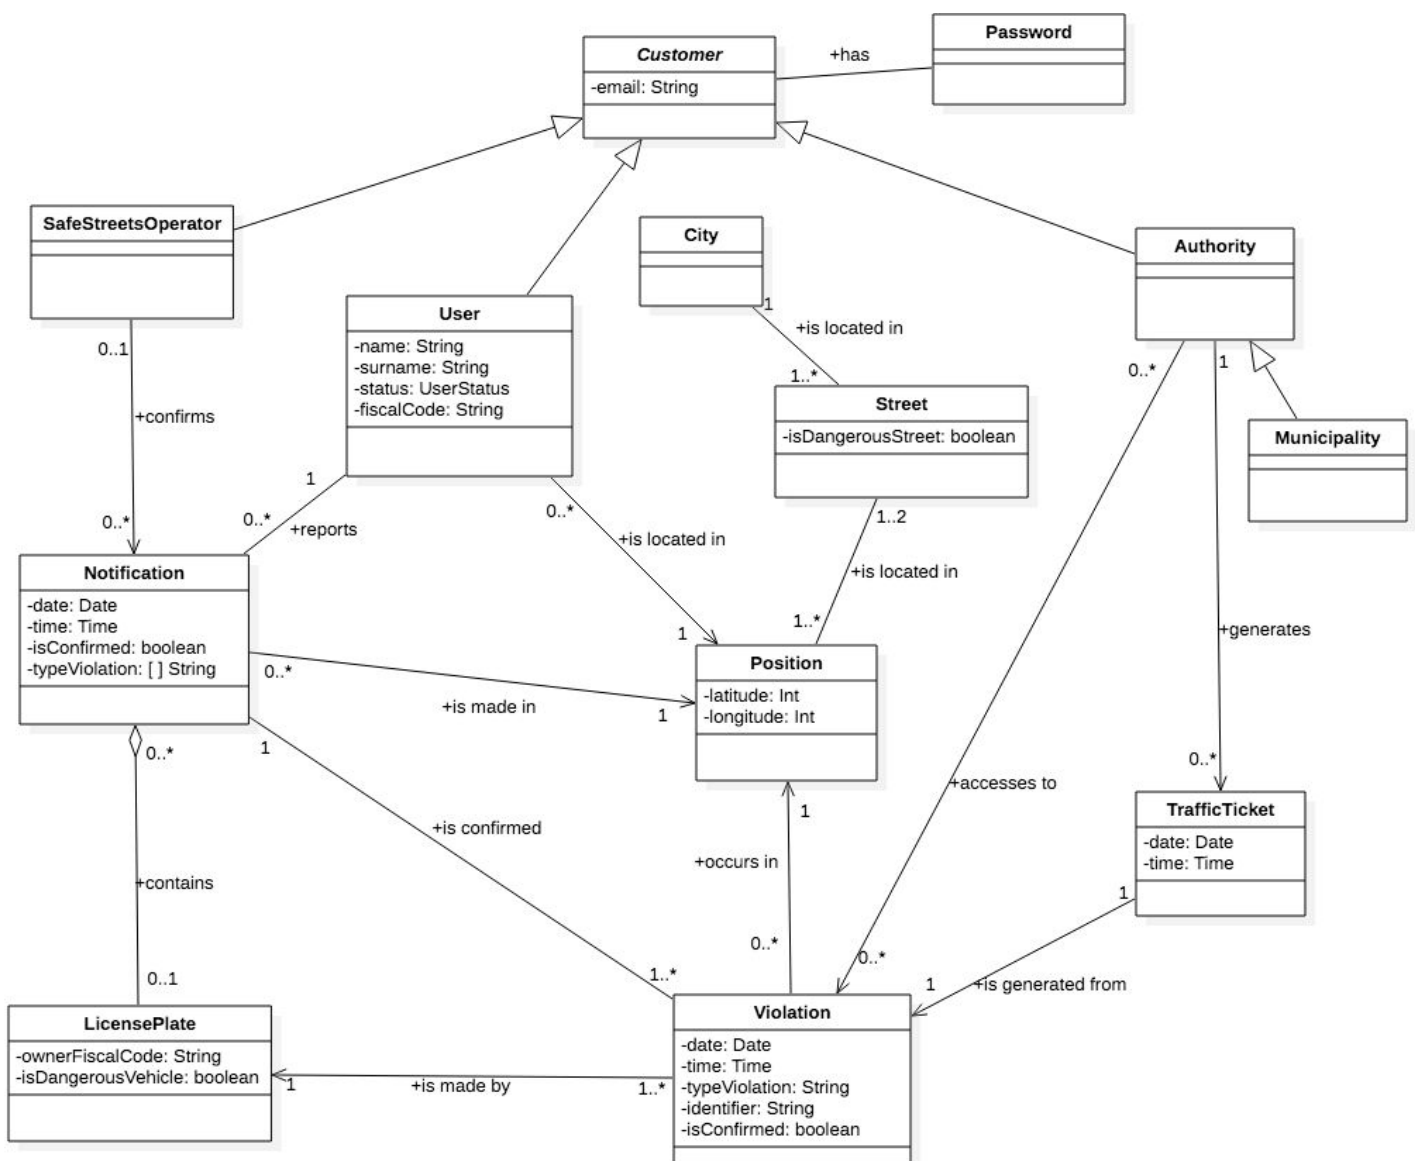 Password
Customer
+has
-email: String
SafeStreetsOperator
City
Authority
1
User
+is located in
0..1
-name: String
-surname: String
-status: UserStatus
-fiscalCode: String
1..*
0..*
1
Street
-isDangerousStreet: boolean
+confirms
Municipality
1
0..*
0..*
+reports
0..*
1..2
+is located in
+is located in
Notification
-date: Date
-time: Time
-isConfirmed: boolean
-typeViolation: [ ] String
1..*
1
+generates
Position
-latitude: Int
-longitude: Int
0..*
+is made in
1
1
0..*
0..*
+accesses to
1
TrafficTicket
-date: Date
-time: Time
+is confirmed
+occurs in
+contains
1
0..*
0..*
0..1
1..*
1
+is generated from
LicensePlate
-ownerFiscalCode: String
-isDangerousVehicle: boolean
1
+is made by
1..*
Violation
-date: Date
-time: Time
-typeViolation: String
-identifier: String
-isConfirmed: boolean